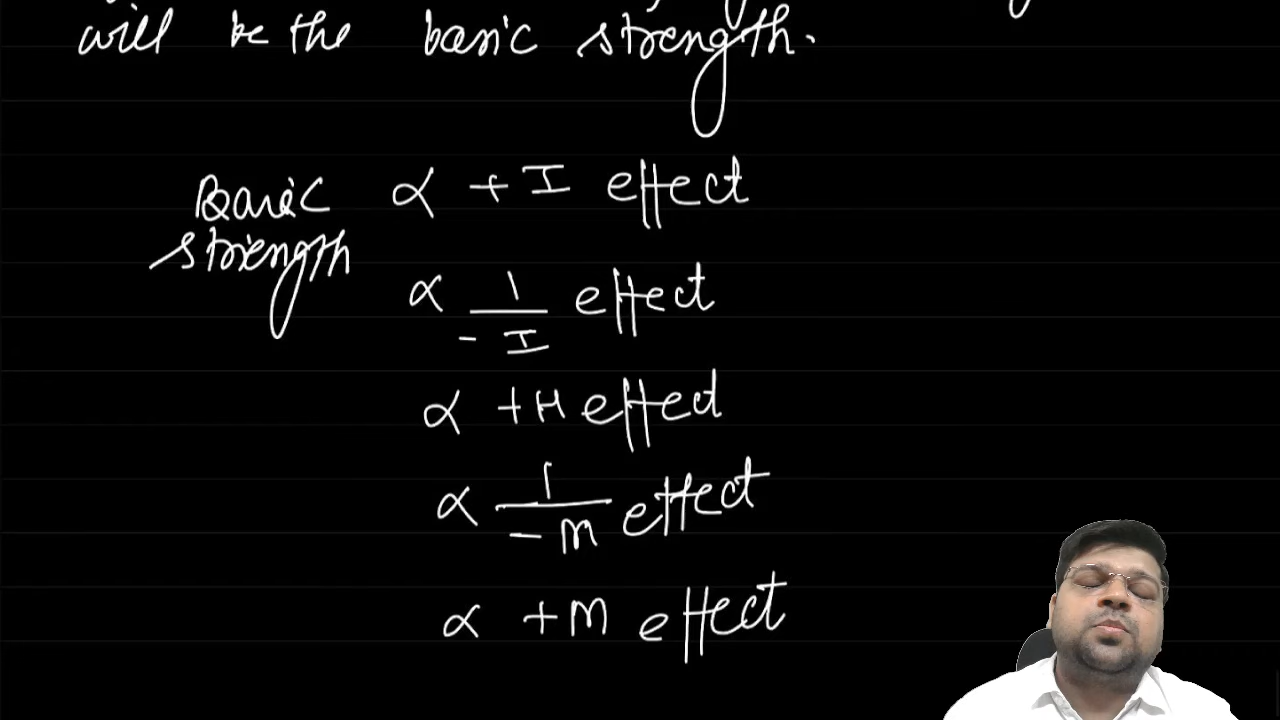 will be the basic strength.
Basic α + I effect
strength
α 1/-I effect
α +H effect
α 1/-M effect
α +M effect